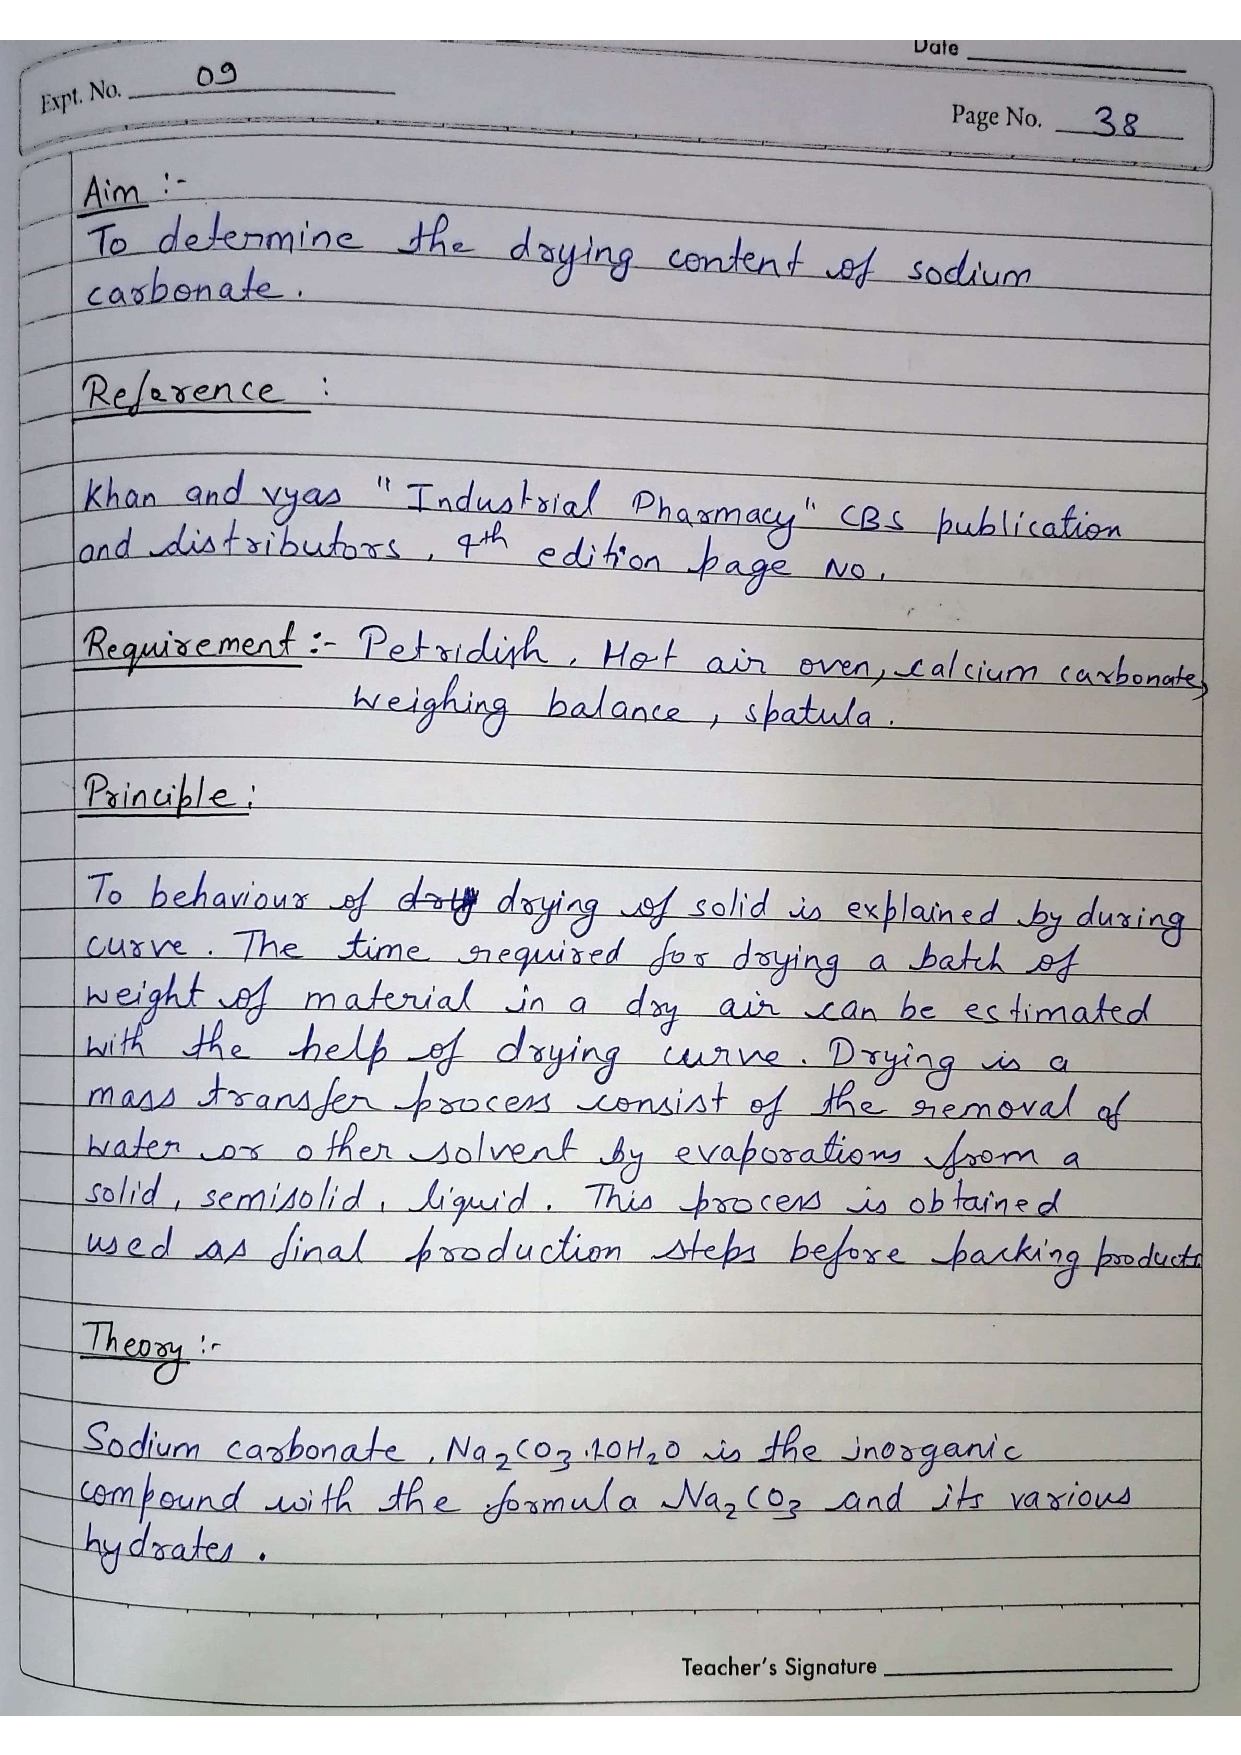 Date
Expt. No. 09
Page No. 38
Aim :-
To determine the drying content of sodium
carbonate.
Reference :
Khan and vyas "Industrial Pharmacy" CBS publication
and distributors, 4th edition page No.
Requirement :- Petridish, Hot air oven, calcium carbonate,
weighing balance, spatula.
Principle :
To behaviour of drying of solid is explained by during
curve. The time required for drying a batch of
weight of material in a dry air can be estimated
with the help of drying curve. Drying is a
mass transfer process consist of the removal of
water or other solvent by evaporations from a
solid, semisolid, liquid. This process is obtained
used as final production steps before packing products
Theory :-
Sodium carbonate, Na₂CO₃.10H₂O is the inorganic
compound with the formula Na₂CO₃ and its various
hydrates.
Teacher's Signature